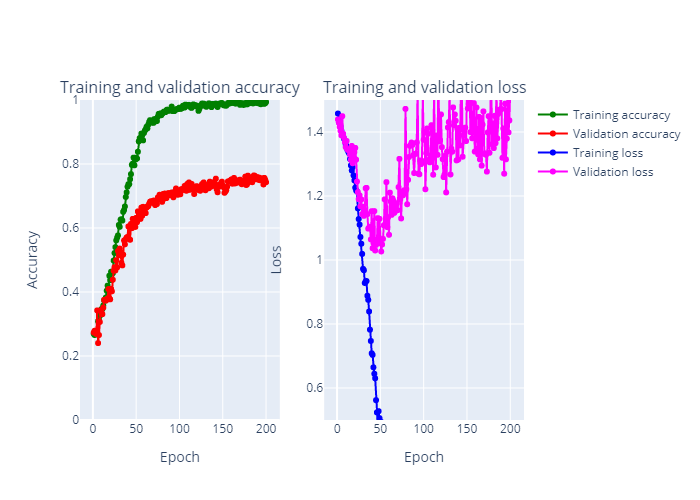 Training and validation accuracy
Training and validation loss
1
0.8
0.6
0.4
0.2
0
Accuracy
0 50 100 150 200
Epoch
1.4
1.2
1
0.8
0.6
Loss
0 50 100 150 200
Epoch
Training accuracy
Validation accuracy
Training loss
Validation loss